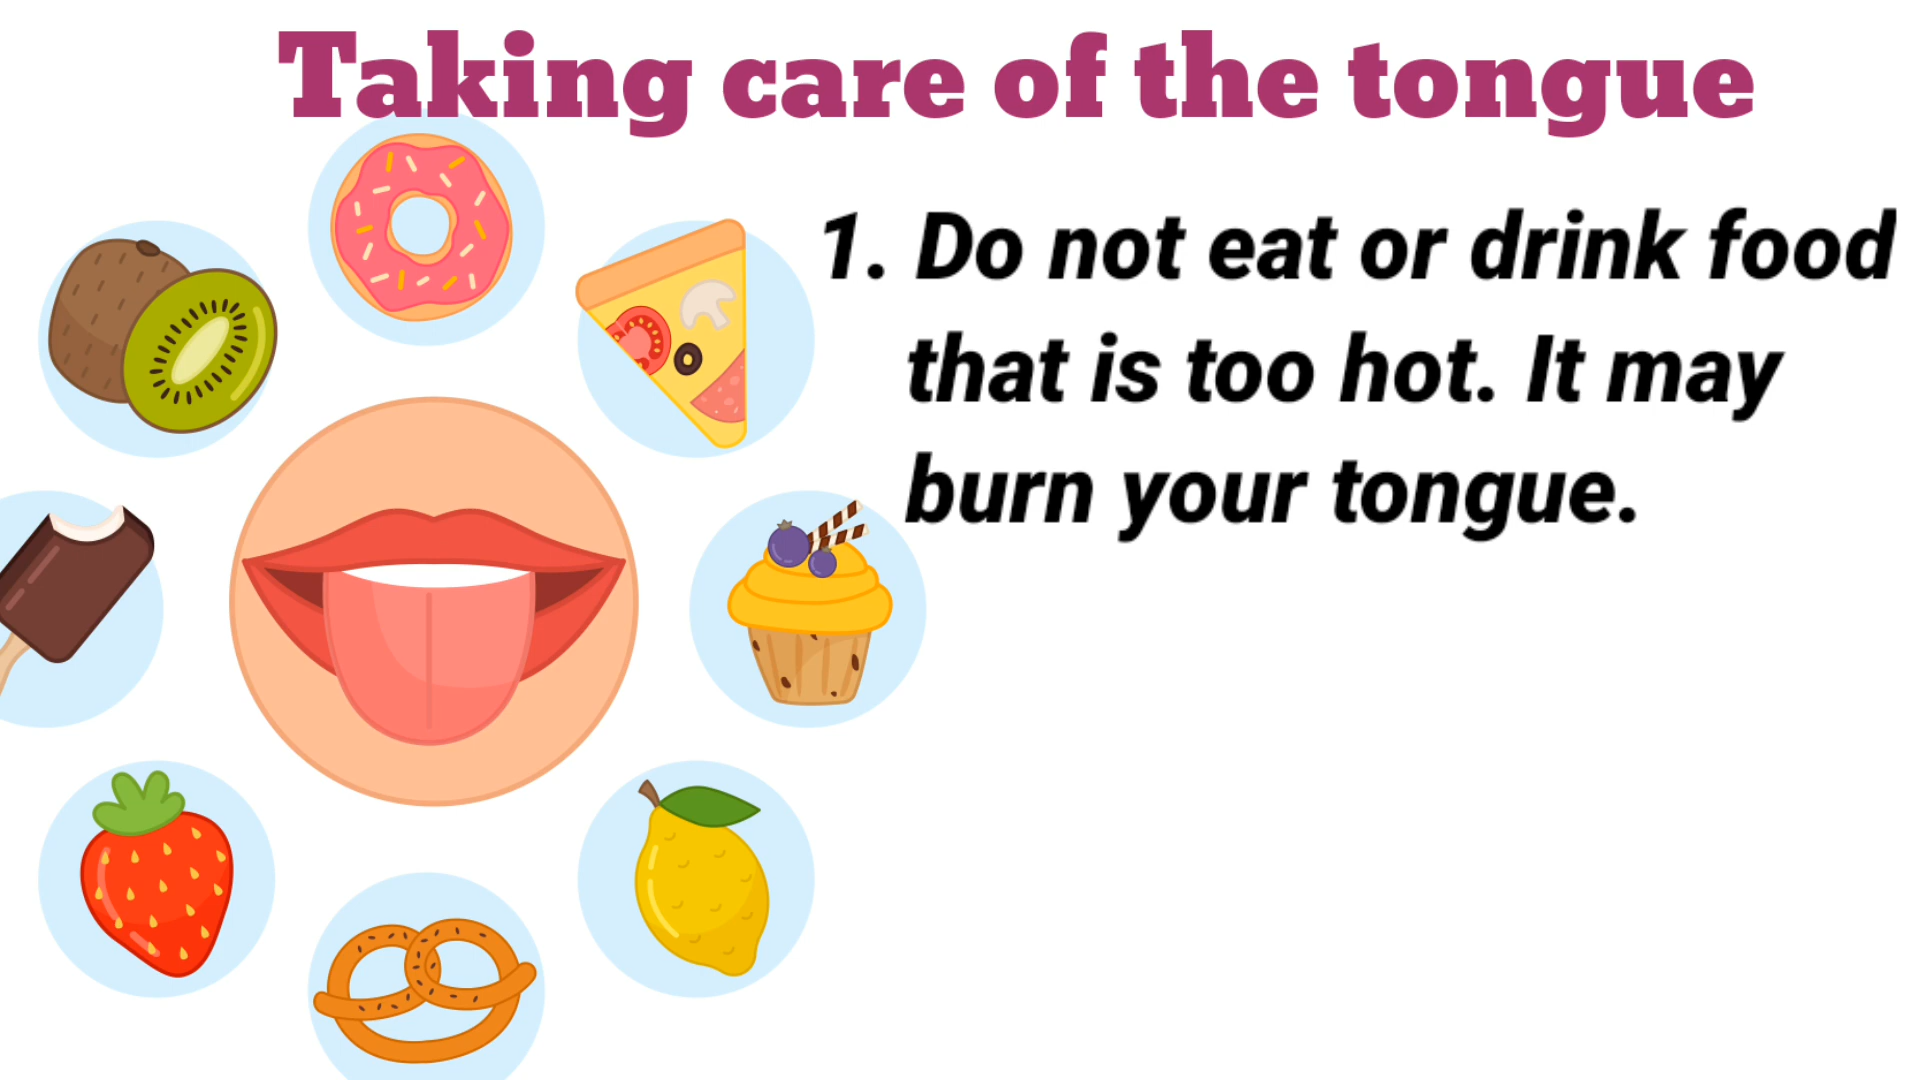 Taking care of the tongue
1. Do not eat or drink food
that is too hot. It may
burn your tongue.